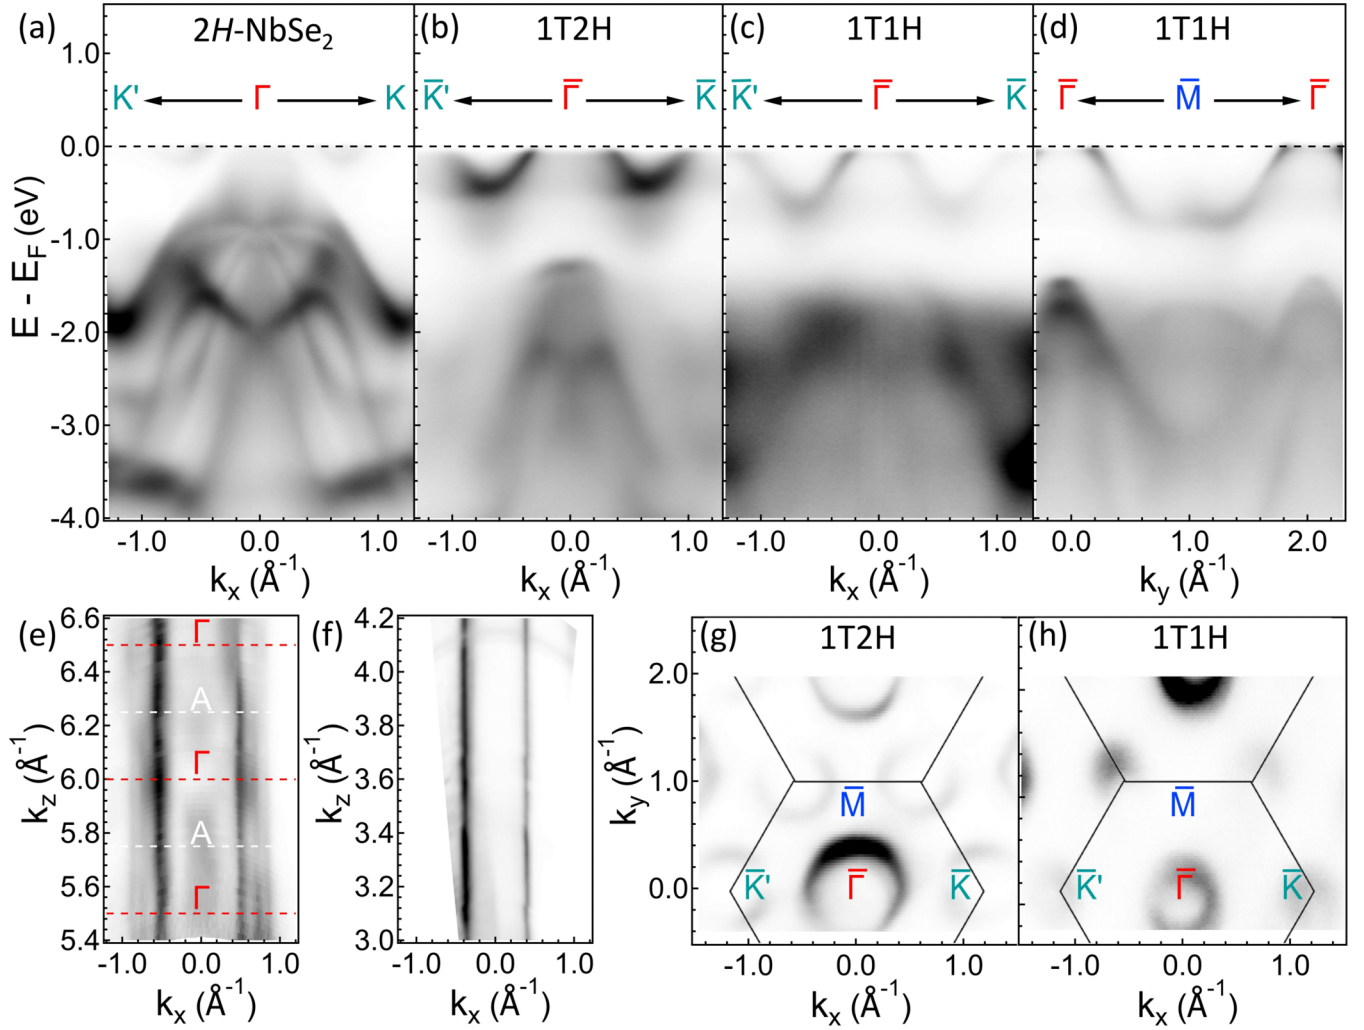 (a) 2H-NbSe2 (b) 1T2H (c) 1T1H (d) 1T1H
1.0
K' Γ K K̅' Γ̅ K̅ K̅' Γ̅ K̅ Γ̅ M̅ Γ̅
0.0
-1.0
-2.0
-3.0
-4.0
E - EF (eV)
-1.0 0.0 1.0 -1.0 0.0 1.0 -1.0 0.0 1.0 0.0 1.0 2.0
kx (Å-1) kx (Å-1) kx (Å-1) ky (Å-1)
(e)
6.6
6.4
6.2
6.0
5.8
5.6
5.4
kz (Å-1)
Γ
A
Γ
A
Γ
-1.0 0.0 1.0
kx (Å-1)
(f)
4.2
4.0
3.8
3.6
3.4
3.2
3.0
kz (Å-1)
-1.0 0.0 1.0
kx (Å-1)
(g) 1T2H
2.0
1.0
0.0
ky (Å-1)
M̅
K̅' Γ̅ K̅
-1.0 0.0 1.0
kx (Å-1)
(h) 1T1H
M̅
K̅' Γ̅ K̅
-1.0 0.0 1.0
kx (Å-1)